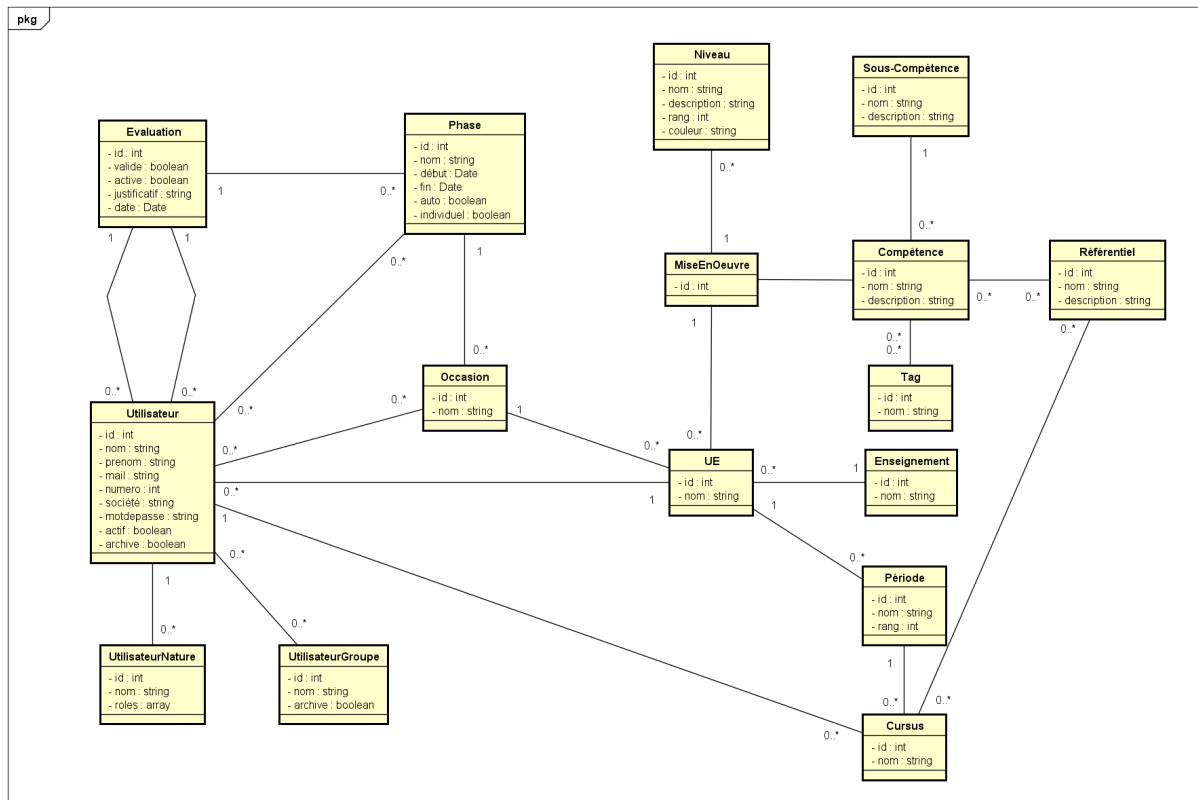 pkg
Niveau
- id : int
- nom : string
- description : string
- rang : int
- couleur : string
0..*
Sous-Compétence
- id : int
- nom : string
- description : string
1
Evaluation
- id : int
- valide : boolean
- active : boolean
- justificatif : string
- date : Date
1
1
1
Phase
- id : int
- nom : string
- début : Date
- fin : Date
- auto : boolean
- individuel : boolean
0..*
0..*
1
1
MiseEnOeuvre
- id : int
1
0..*
Compétence
- id : int
- nom : string
- description : string
0..*
0..*
Référentiel
- id : int
- nom : string
- description : string
0..*
0..*
0..*
Tag
- id : int
- nom : string
0..*
Occasion
- id : int
- nom : string
0..*
1
0..*
0..*
Utilisateur
- id : int
- nom : string
- prenom : string
- mail : string
- numero : int
- société : string
- motdepasse : string
- actif : boolean
- archive : boolean
0..*
0..*
0..*
1
0..*
1
0..*
0..*
UE
- id : int
- nom : string
1
0..*
1
1
Enseignement
- id : int
- nom : string
0..*
Période
- id : int
- nom : string
- rang : int
1
0..*
UtilisateurNature
- id : int
- nom : string
- roles : array
0..*
UtilisateurGroupe
- id : int
- nom : string
- archive : boolean
0..*
0..*
0..*
Cursus
- id : int
- nom : string